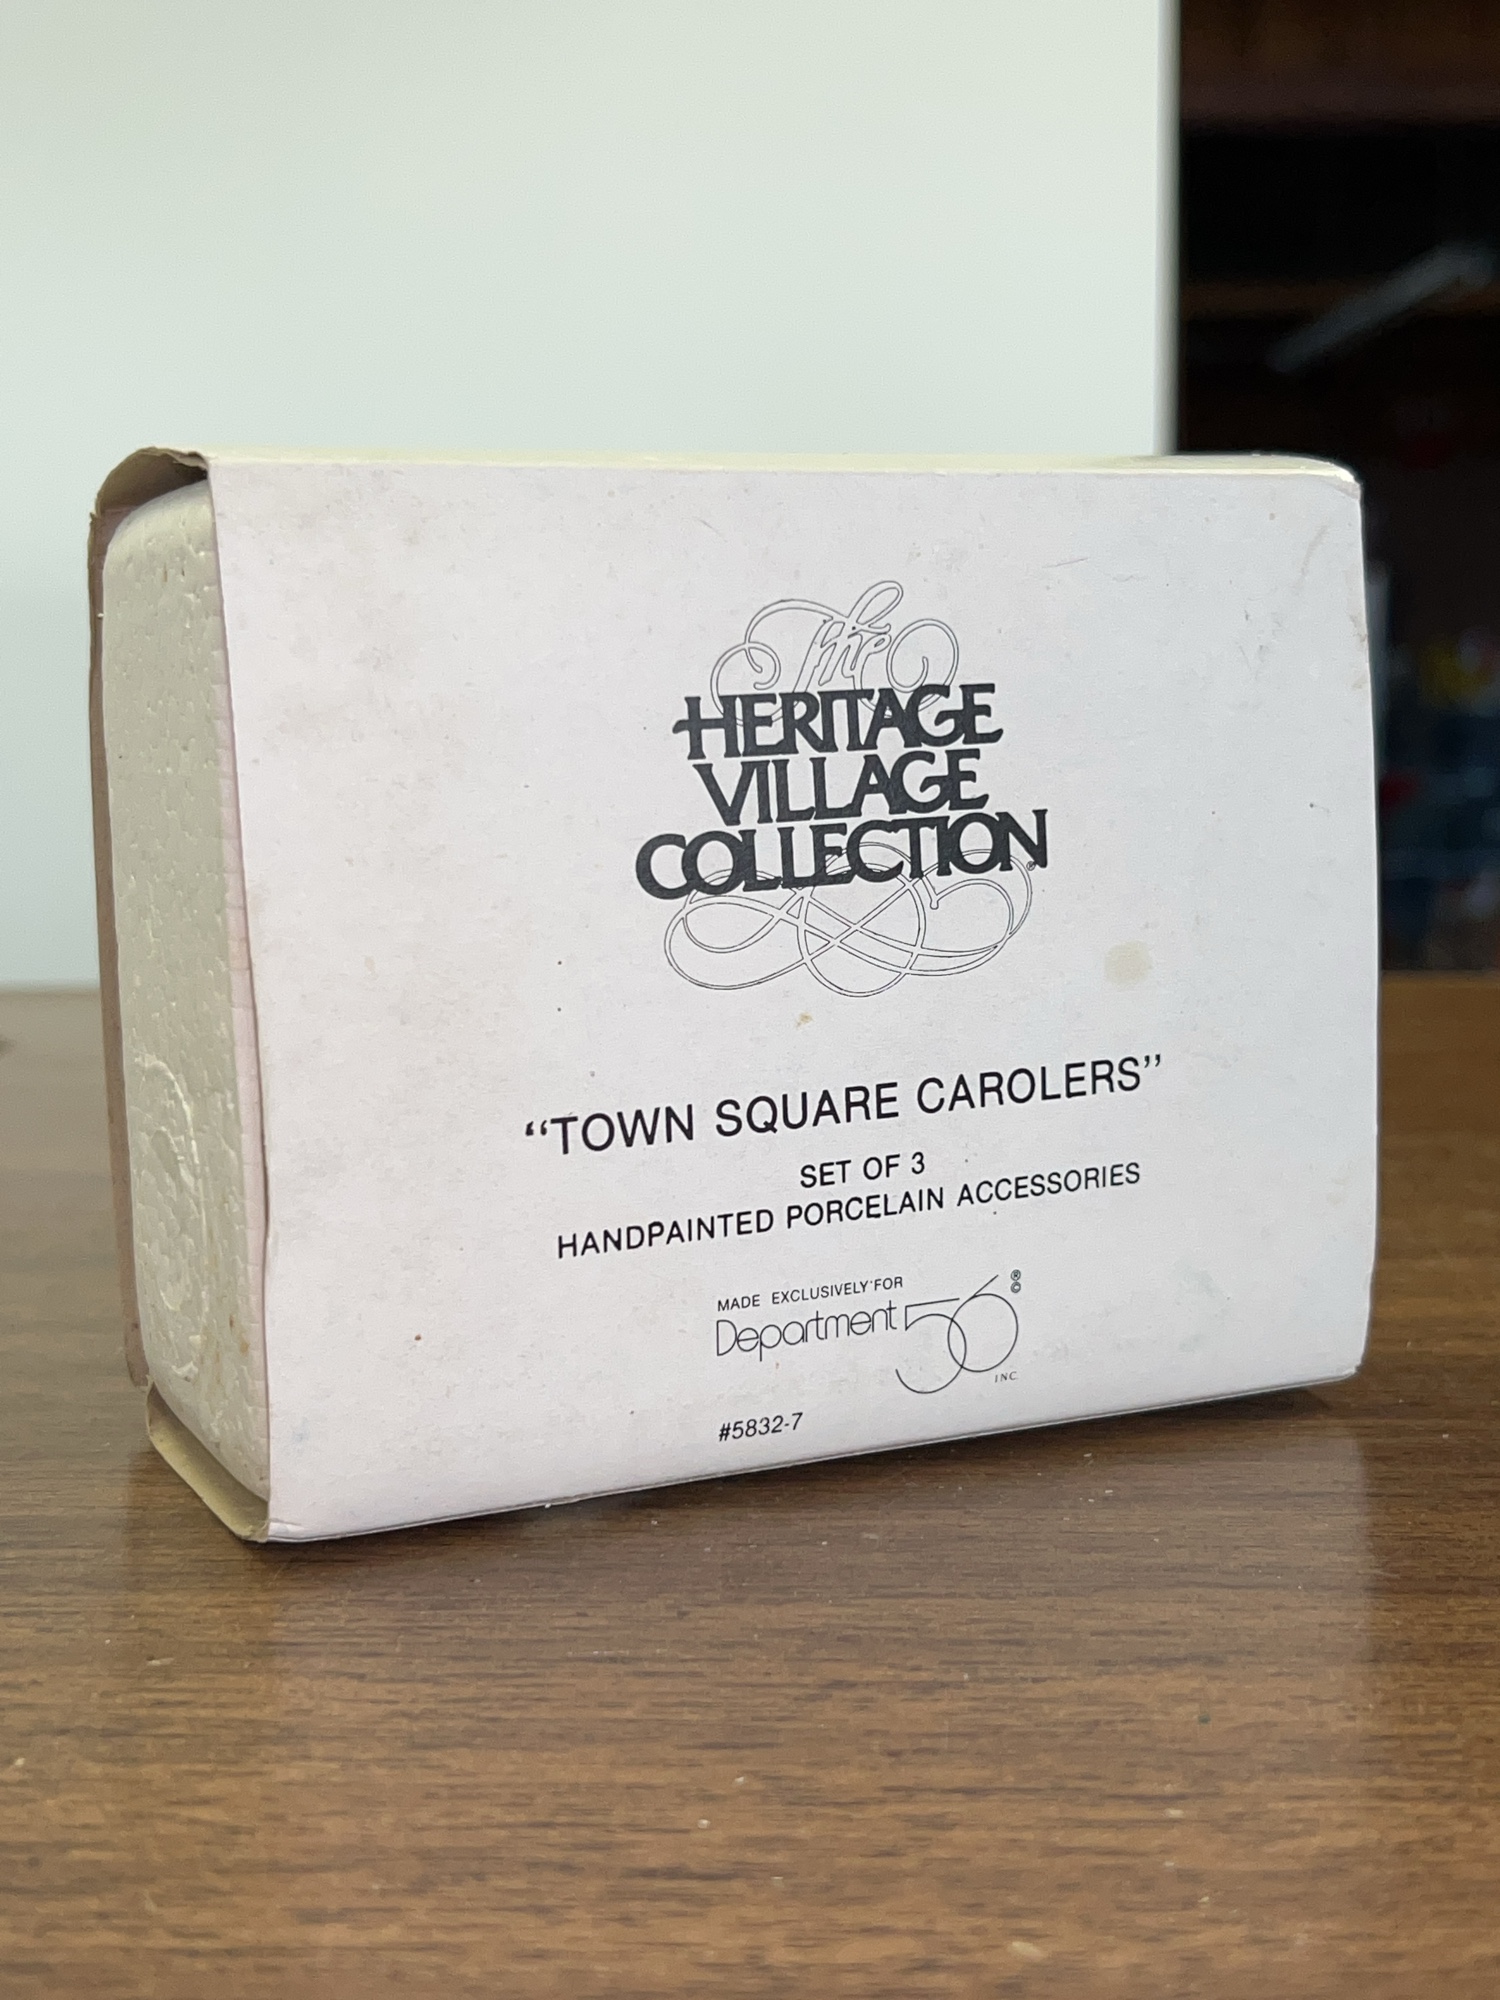 The
HERITAGE
VILLAGE
COLLECTION®
“TOWN SQUARE CAROLERS”
SET OF 3
HANDPAINTED PORCELAIN ACCESSORIES
MADE EXCLUSIVELY FOR
Department 56 ®©
INC.
#5832-7